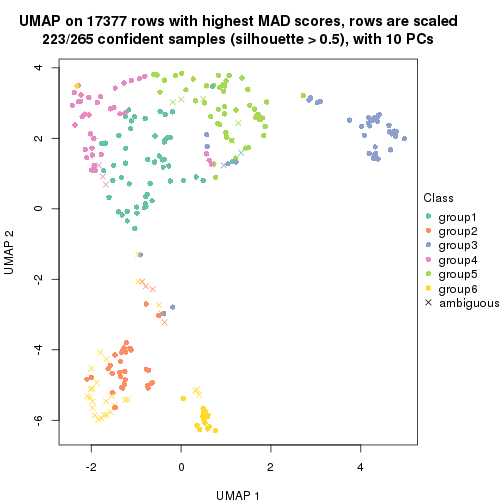 UMAP on 17377 rows with highest MAD scores, rows are scaled
223/265 confident samples (silhouette > 0.5), with 10 PCs
4
2
0
-2
-4
-6
UMAP 2
-2
0
2
4
UMAP 1
Class
group1
group2
group3
group4
group5
group6
ambiguous